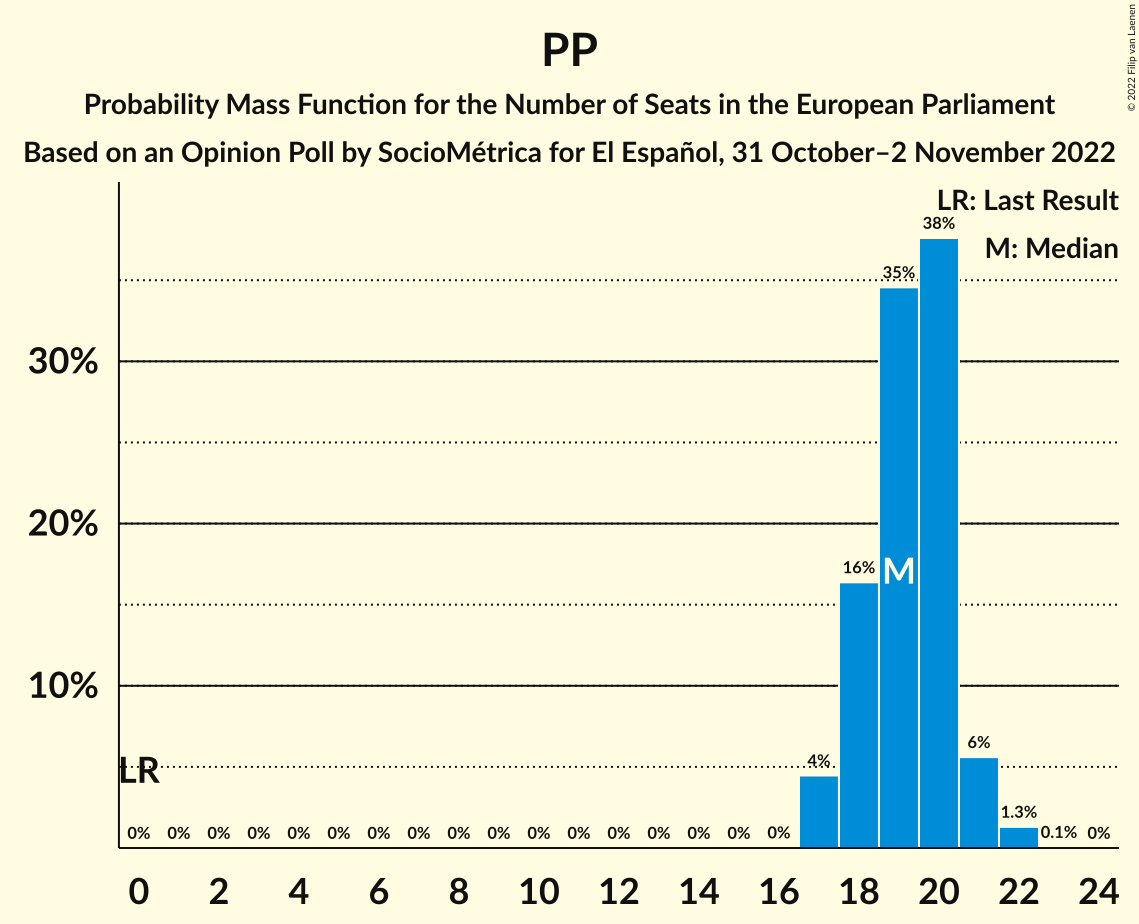 PP
Probability Mass Function for the Number of Seats in the European Parliament
Based on an Opinion Poll by SocioMétrica for El Español, 31 October–2 November 2022
© 2022 Filip van Laenen
LR: Last Result
M: Median
30%
20%
10%
LR
M
0% 0% 0% 0% 0% 0% 0% 0% 0% 0% 0% 0% 0% 0% 0% 0% 0% 4% 16% 35% 38% 6% 1.3% 0.1% 0%
0 2 4 6 8 10 12 14 16 18 20 22 24